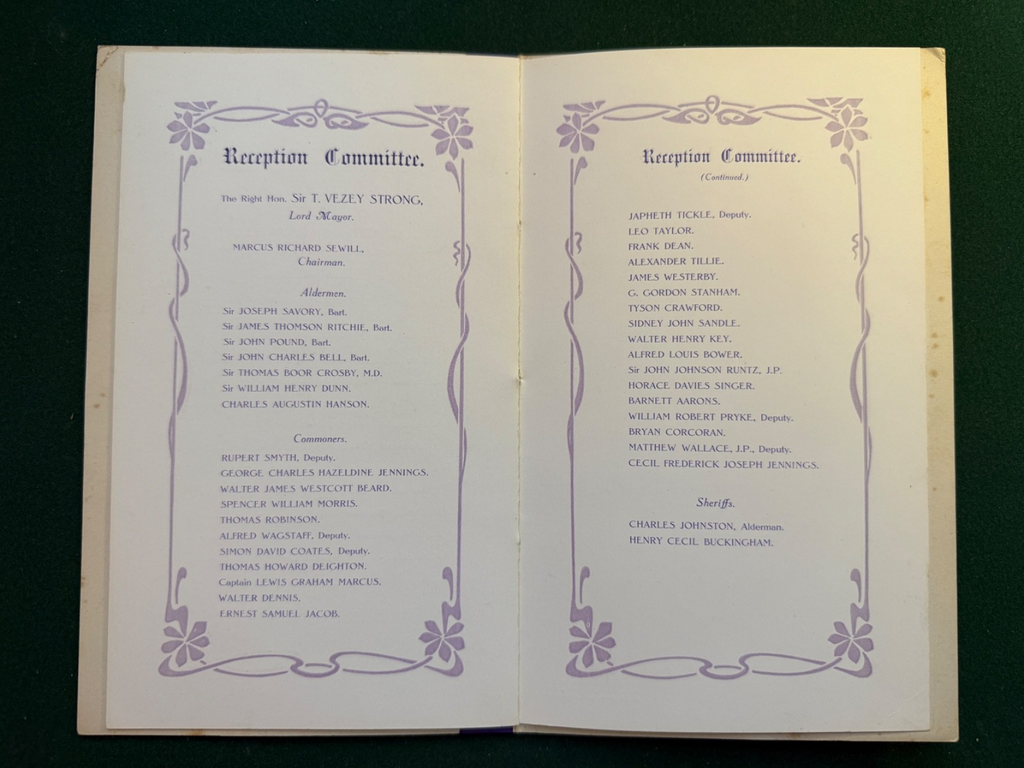 Reception Committee.
The Right Hon. Sir T. VEZEY STRONG,
Lord Mayor.
MARCUS RICHARD SEWILL,
Chairman.
Aldermen.
Sir JOSEPH SAVORY, Bart.
Sir JAMES THOMSON RITCHIE, Bart.
Sir JOHN POUND, Bart.
Sir JOHN CHARLES BELL, Bart.
Sir THOMAS BOOR CROSBY, M.D.
Sir WILLIAM HENRY DUNN.
CHARLES AUGUSTIN HANSON.
Commoners.
RUPERT SMYTH, Deputy.
GEORGE CHARLES HAZELDINE JENNINGS.
WALTER JAMES WESTCOTT BEARD.
SPENCER WILLIAM MORRIS.
THOMAS ROBINSON.
ALFRED WAGSTAFF, Deputy.
SIMON DAVID COATES, Deputy.
THOMAS HOWARD DEIGHTON.
Captain LEWIS GRAHAM MARCUS.
WALTER DENNIS.
ERNEST SAMUEL JACOB.
Reception Committee.
(Continued.)
JAPHETH TICKLE, Deputy.
LEO TAYLOR.
FRANK DEAN.
ALEXANDER TILLIE.
JAMES WESTERBY.
G. GORDON STANHAM.
TYSON CRAWFORD.
SIDNEY JOHN SANDLE.
WALTER HENRY KEY.
ALFRED LOUIS BOWER.
Sir JOHN JOHNSON RUNTZ, J.P.
HORACE DAVIES SINGER.
BARNETT AARONS.
WILLIAM ROBERT PRYKE, Deputy.
BRYAN CORCORAN.
MATTHEW WALLACE, J.P., Deputy.
CECIL FREDERICK JOSEPH JENNINGS.
Sheriffs.
CHARLES JOHNSTON, Alderman.
HENRY CECIL BUCKINGHAM.